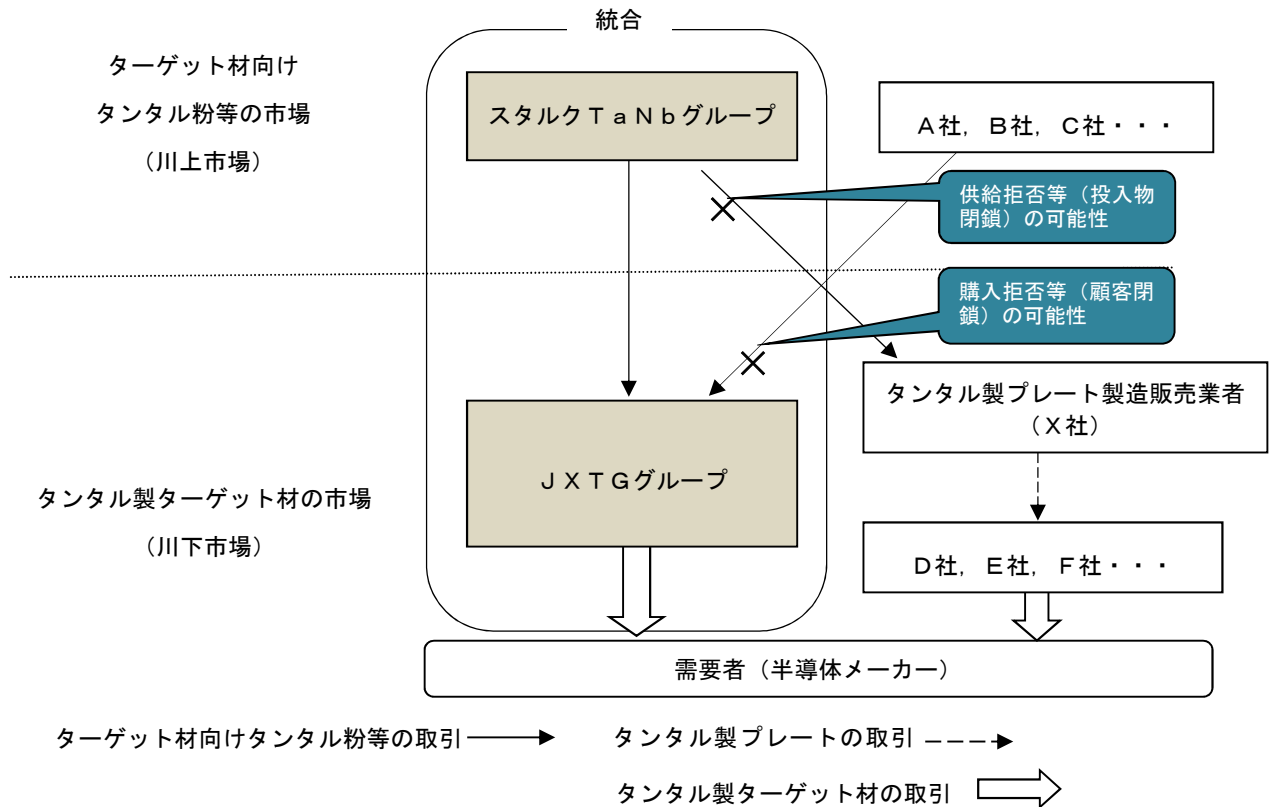 統合
ターゲット材向け
タンタル粉等の市場
（川上市場）
スタルクＴａＮｂグループ
Ａ社，Ｂ社，Ｃ社・・・
供給拒否等（投入物
閉鎖）の可能性
購入拒否等（顧客閉
鎖）の可能性
タンタル製プレート製造販売業者
（Ｘ社）
ＪＸＴＧグループ
タンタル製ターゲット材の市場
（川下市場）
Ｄ社，Ｅ社，Ｆ社・・・
需要者（半導体メーカー）
ターゲット材向けタンタル粉等の取引
タンタル製プレートの取引
タンタル製ターゲット材の取引